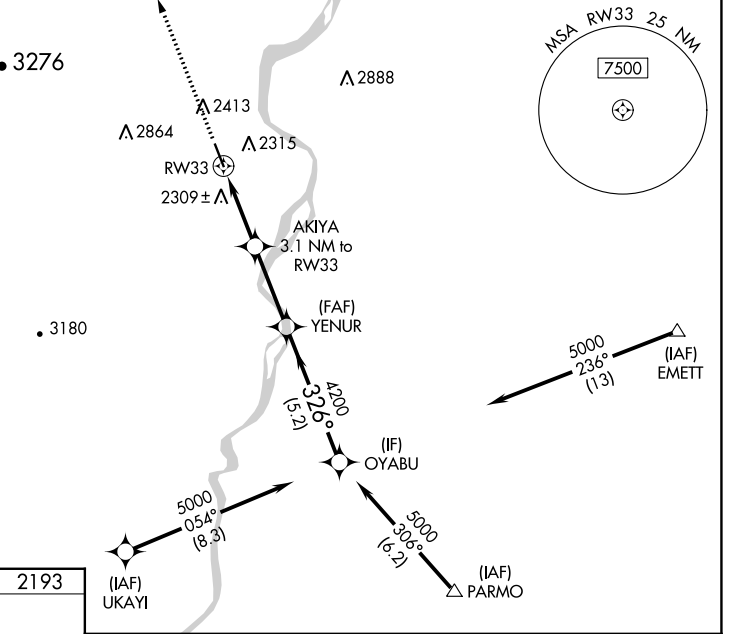 MSA RW33 25 NM
7500
3276
2888
2413
2864
2315
RW33
2309 ±
AKIYA
3.1 NM to
RW33
(FAF)
YENUR
3180
5000
236°
(13)
(IAF)
EMETT
4200
326°
(5.2)
(IF)
OYABU
5000
054°
(8.3)
5000
306°
(6.2)
(IAF)
UKAYI
(IAF)
PARMO
2193